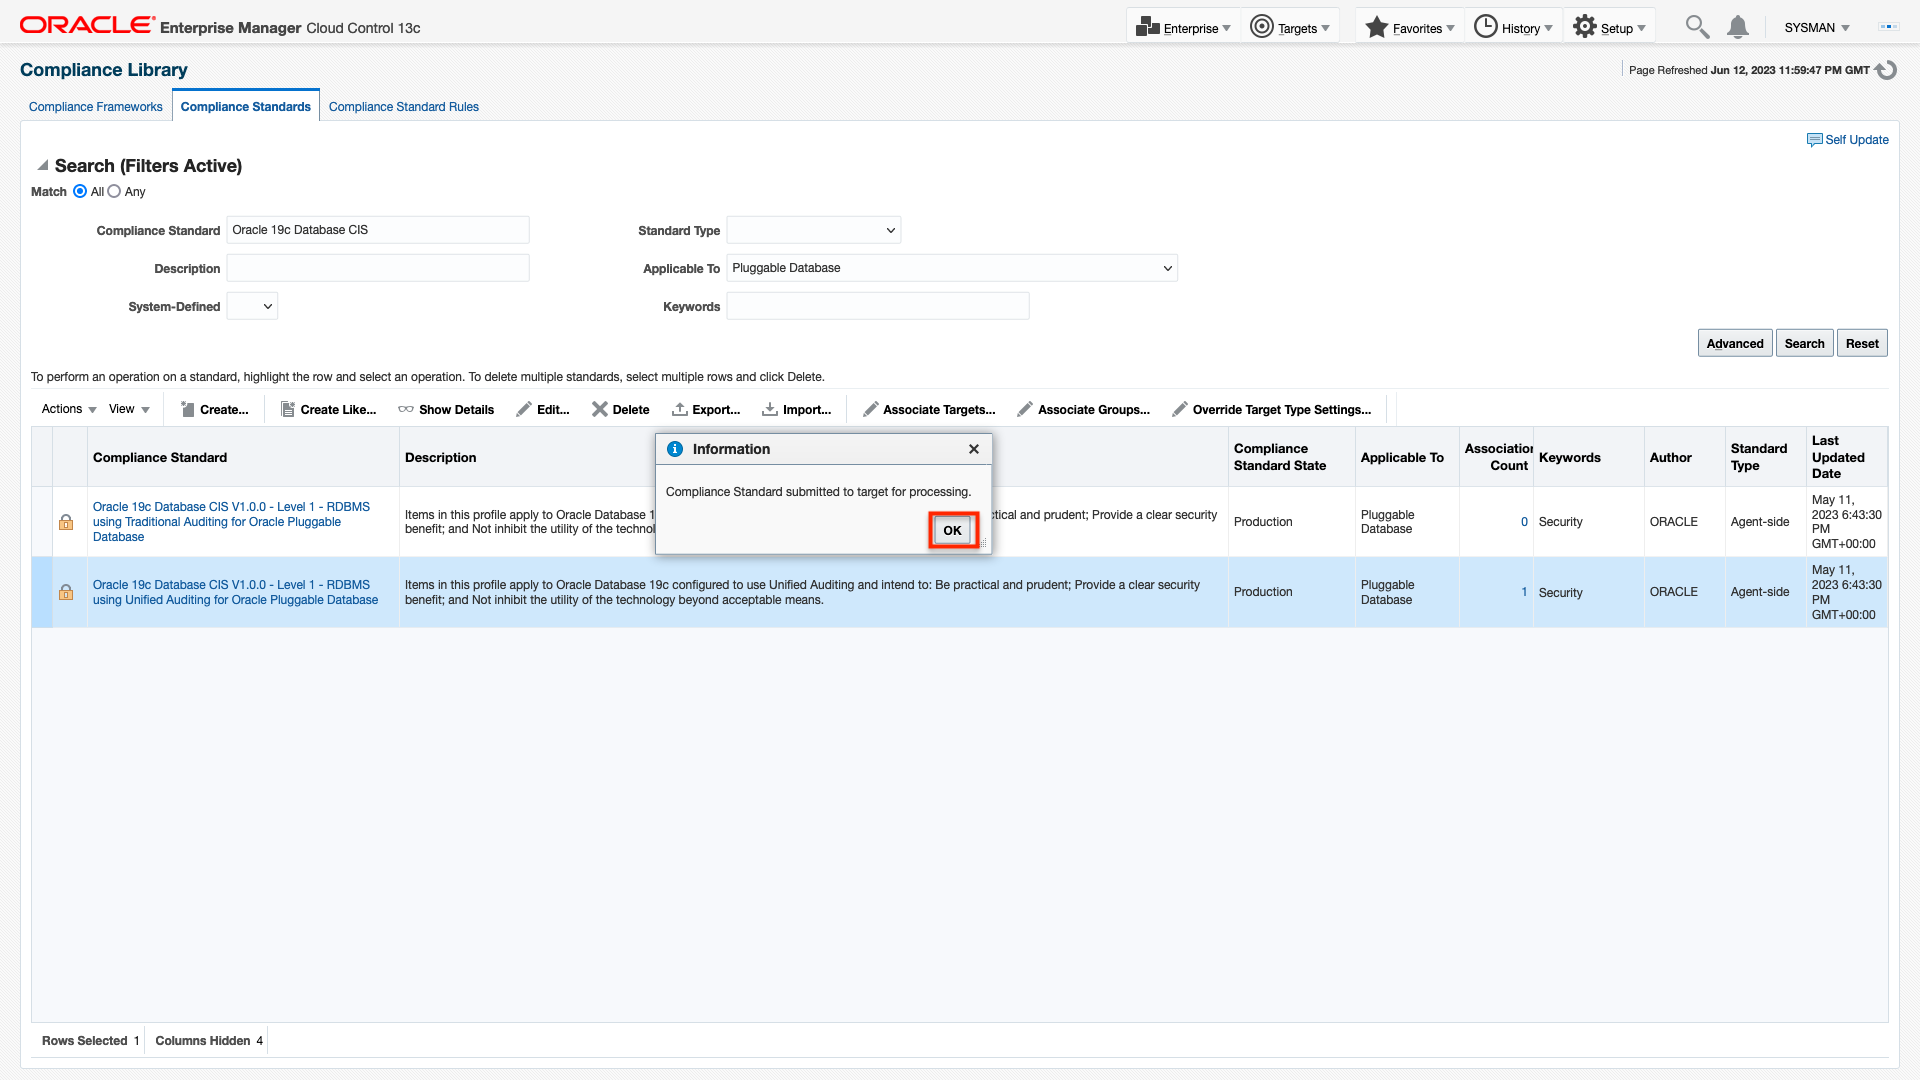 ORACLE Enterprise Manager Cloud Control 13c
Enterprise Targets Favorites History Setup SYSMAN
Compliance Library
Page Refreshed Jun 12, 2023 11:59:47 PM GMT
Compliance Frameworks Compliance Standards Compliance Standard Rules
Self Update
Search (Filters Active)
Match All Any
Compliance Standard Oracle 19c Database CIS
Standard Type
Description
Applicable To Pluggable Database
System-Defined
Keywords
Advanced Search Reset
To perform an operation on a standard, highlight the row and select an operation. To delete multiple standards, select multiple rows and click Delete.
Actions View Create... Create Like... Show Details Edit... Delete Export... Import... Associate Targets... Associate Groups... Override Target Type Settings...
Information
Compliance Standard submitted to target for processing.
OK
Compliance Standard
Description
Compliance
Standard State
Applicable To
Association
Count
Keywords
Author
Standard
Type
Last
Updated
Date
Oracle 19c Database CIS V1.0.0 - Level 1 - RDBMS
using Traditional Auditing for Oracle Pluggable
Database
Items in this profile apply to Oracle Database 1 ctical and prudent; Provide a clear security
benefit; and Not inhibit the utility of the technol
Production
Pluggable
Database
0
Security
ORACLE
Agent-side
May 11,
2023 6:43:30
PM
GMT+00:00
Oracle 19c Database CIS V1.0.0 - Level 1 - RDBMS
using Unified Auditing for Oracle Pluggable Database
Items in this profile apply to Oracle Database 19c configured to use Unified Auditing and intend to: Be practical and prudent; Provide a clear security
benefit; and Not inhibit the utility of the technology beyond acceptable means.
Production
Pluggable
Database
1
Security
ORACLE
Agent-side
May 11,
2023 6:43:30
PM
GMT+00:00
Rows Selected 1 Columns Hidden 4